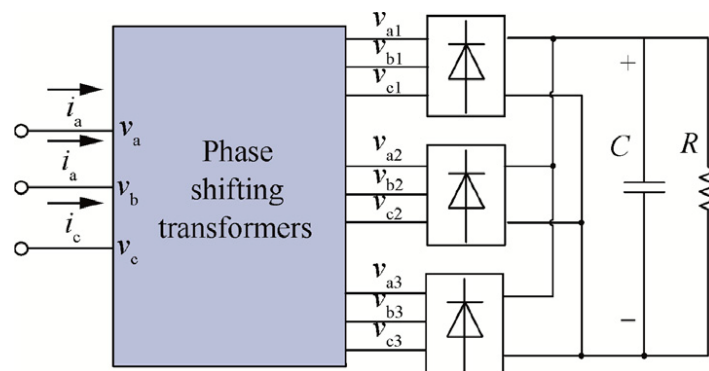 v_a1
v_b1
v_c1
i_a
v_a
i_a
v_b
i_c
v_c
Phase
shifting
transformers
v_a2
v_b2
v_c2
v_a3
v_b3
v_c3
+
C
R
−